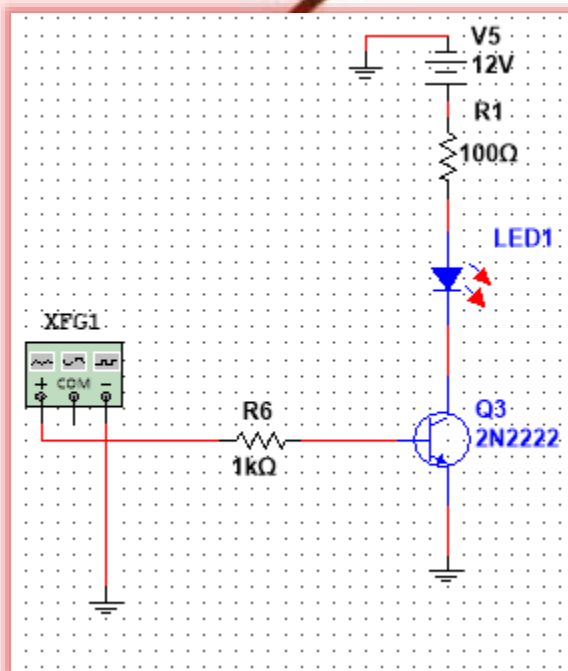 V5
12V
R1
100Ω
LED1
XFG1
+ COM −
R6
1kΩ
Q3
2N2222